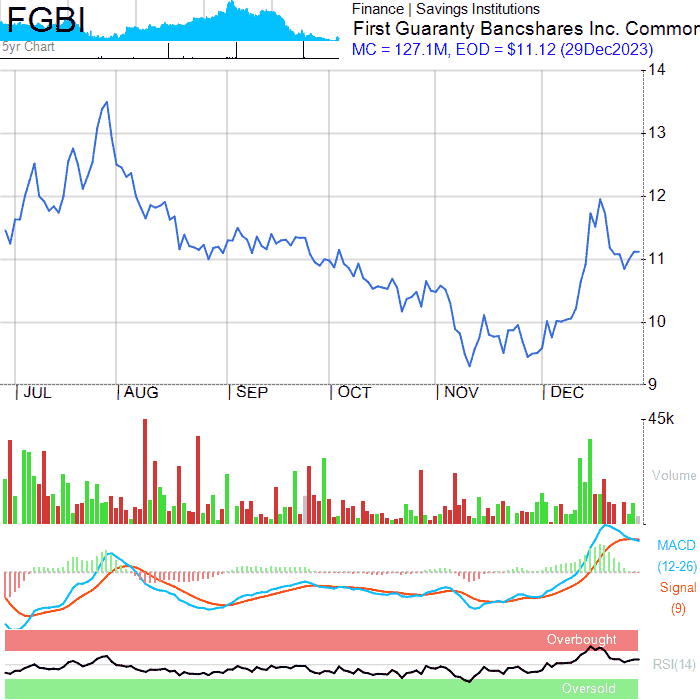 FGBI
5yr Chart
Finance | Savings Institutions
First Guaranty Bancshares Inc. Common
MC = 127.1M, EOD = $11.12 (29Dec2023)
14
13
12
11
10
9
JUL AUG SEP OCT NOV DEC
45k
Volume
MACD
(12-26)
Signal
(9)
Overbought
RSI(14)
Oversold